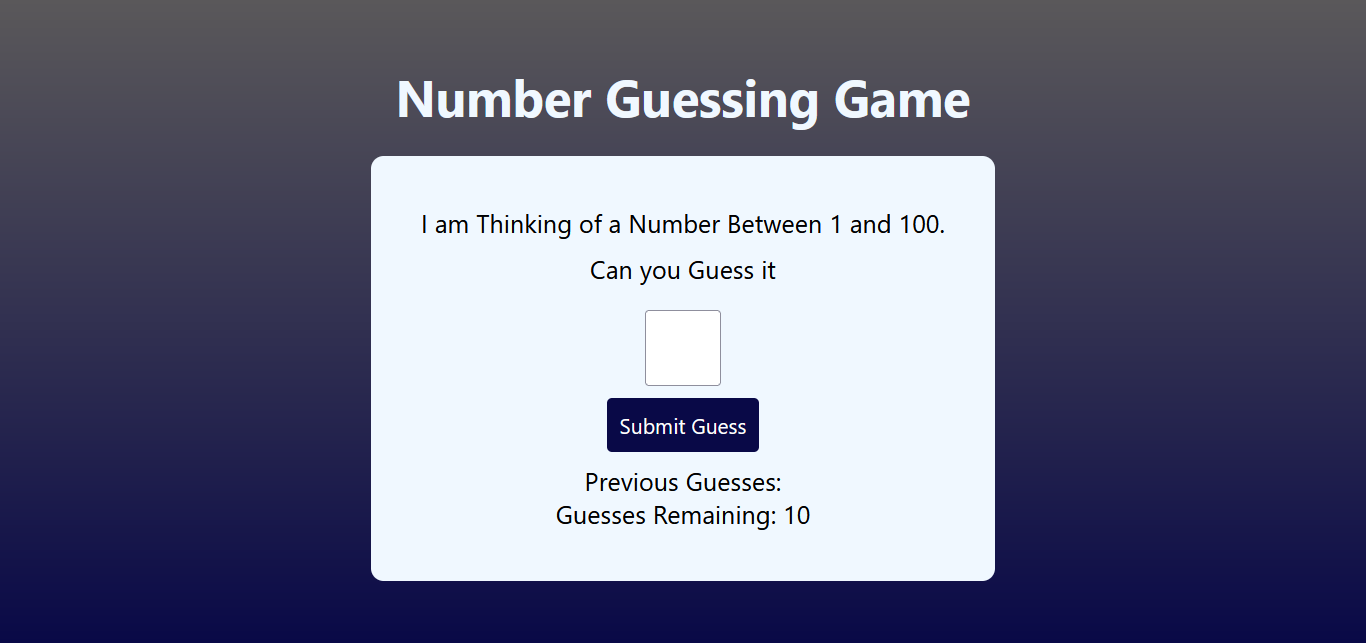 Number Guessing Game
I am Thinking of a Number Between 1 and 100.
Can you Guess it
Submit Guess
Previous Guesses:
Guesses Remaining: 10